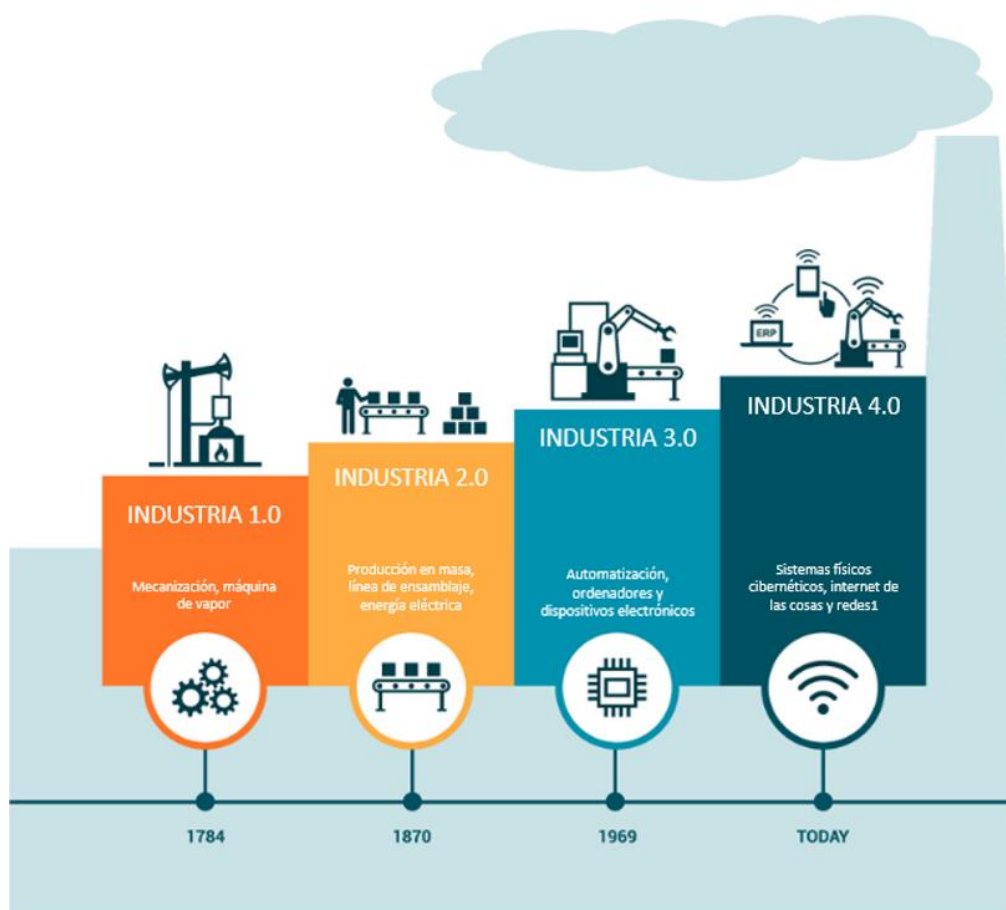 ERP
INDUSTRIA 1.0
INDUSTRIA 2.0
INDUSTRIA 3.0
INDUSTRIA 4.0
Mecanización, máquina
de vapor
Producción en masa,
línea de ensamblaje,
energía eléctrica
Automatización,
ordenadores y
dispositivos electrónicos
Sistemas físicos
cibernéticos, internet de
las cosas y redes1
1784
1870
1969
TODAY